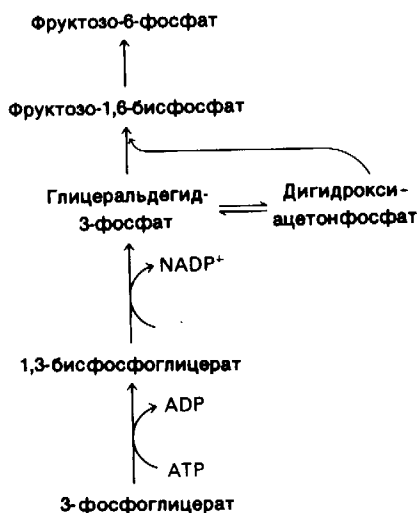 Фруктозо-6-фосфат
Фруктозо-1,6-бисфосфат
Глицеральдегид-
3-фосфат
Дигидрокси-
ацетонфосфат
NADP+
1,3-бисфосфоглицерат
ADP
ATP
3-фосфоглицерат